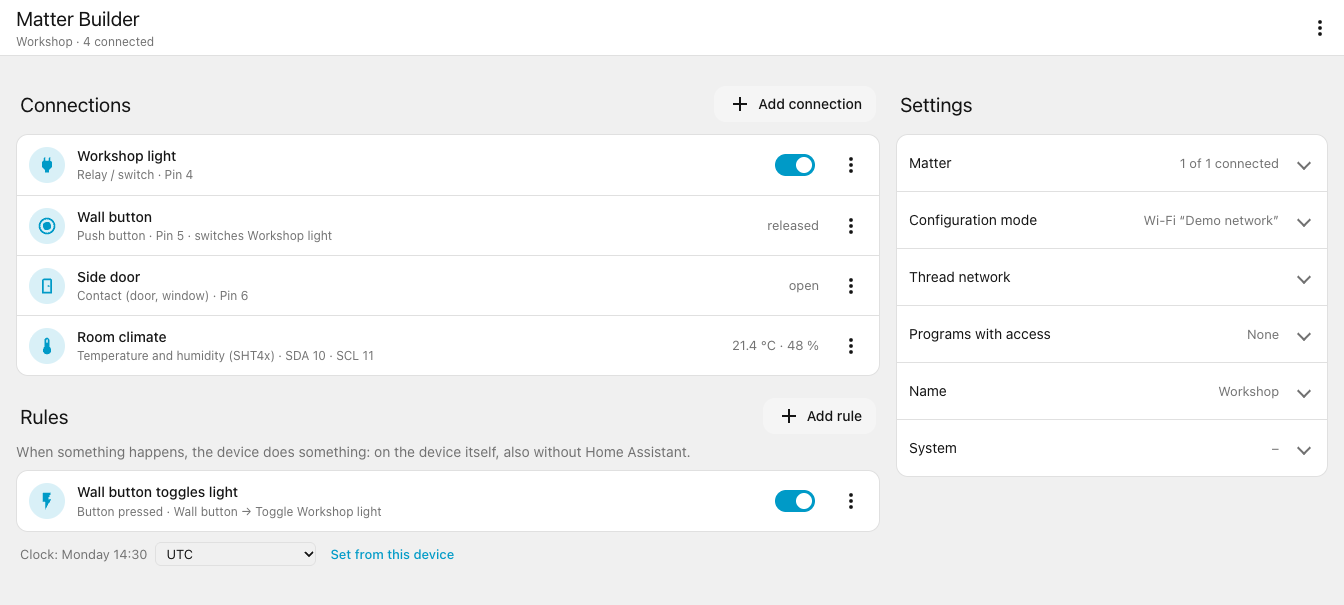 Matter Builder
Workshop · 4 connected
Connections
Add connection
Workshop light
Relay / switch · Pin 4
Wall button
Push button · Pin 5 · switches Workshop light
released
Side door
Contact (door, window) · Pin 6
open
Room climate
Temperature and humidity (SHT4x) · SDA 10 · SCL 11
21.4 °C · 48 %
Rules
Add rule
When something happens, the device does something: on the device itself, also without Home Assistant.
Wall button toggles light
Button pressed · Wall button → Toggle Workshop light
Clock: Monday 14:30 UTC Set from this device
Settings
Matter 1 of 1 connected
Configuration mode Wi-Fi “Demo network”
Thread network
Programs with access None
Name Workshop
System –